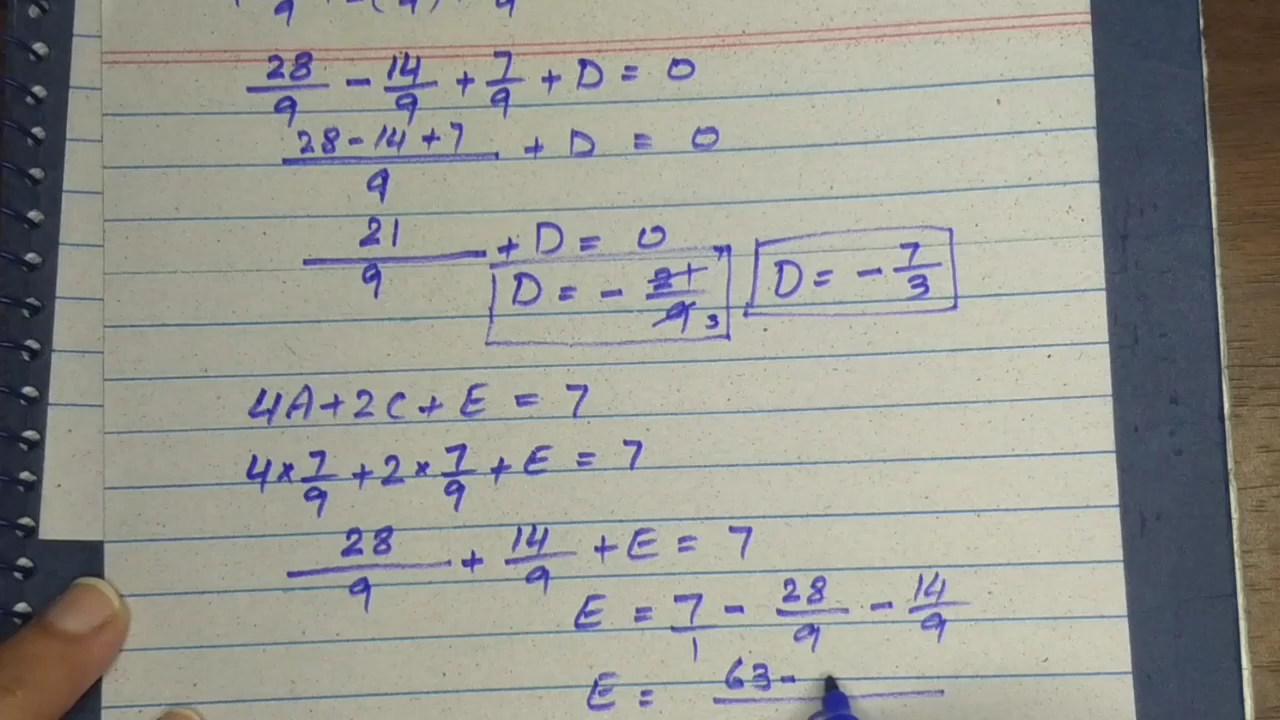 28/9 - 14/9 + 7/9 + D = 0
28 - 14 + 7/9 + D = 0
21/9 + D = 0
D = - 21/9 7 3 D = - 7/3
4A + 2C + E = 7
4 × 7/9 + 2 × 7/9 + E = 7
28/9 + 14/9 + E = 7
E = 7/1 - 28/9 - 14/9
E = 63 -